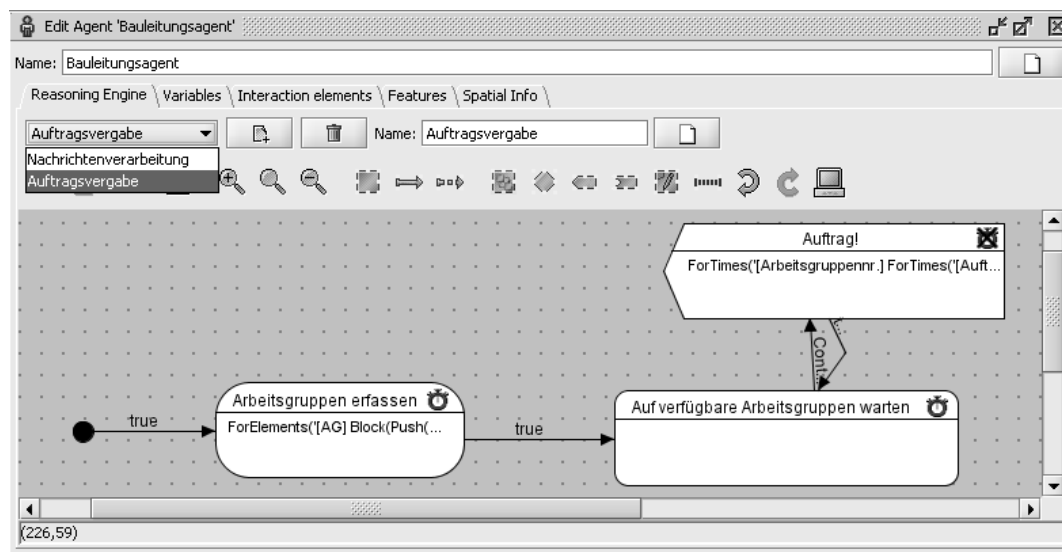 Edit Agent 'Bauleitungsagent'
Name: Bauleitungsagent
Reasoning Engine Variables Interaction elements Features Spatial Info
Auftragsvergabe Name: Auftragsvergabe
Nachrichtenverarbeitung
Auftragsvergabe
Auftrag!
ForTimes('[Arbeitsgruppennr.] ForTimes('[Auft...
Cont...
Arbeitsgruppen erfassen
ForElements('[AG] Block(Push(...
Auf verfügbare Arbeitsgruppen warten
true
true
(226,59)